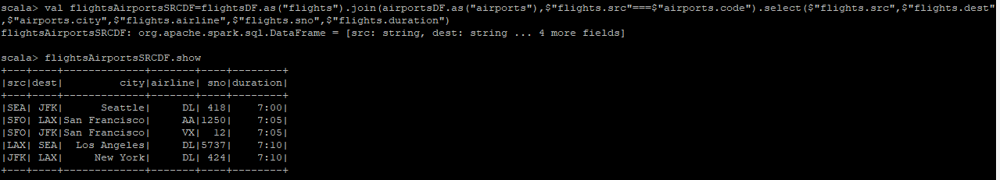 scala> val flightsAirportsSRCDF=flightsDF.as("flights").join(airportsDF.as("airports"),$"flights.src"===$"airports.code").select($"flights.src",$"flights.dest"
,$"airports.city",$"flights.airline",$"flights.sno",$"flights.duration")
flightsAirportsSRCDF: org.apache.spark.sql.DataFrame = [src: string, dest: string ... 4 more fields]
scala> flightsAirportsSRCDF.show
+---+----+-------------+-------+----+--------+
|src|dest|         city|airline| sno|duration|
+---+----+-------------+-------+----+--------+
|SEA| JFK|      Seattle|     DL| 418|    7:00|
|SFO| LAX|San Francisco|     AA|1250|    7:05|
|SFO| JFK|San Francisco|     VX|  12|    7:05|
|LAX| SEA|  Los Angeles|     DL|5737|    7:10|
|JFK| LAX|     New York|     DL| 424|    7:10|
+---+----+-------------+-------+----+--------+